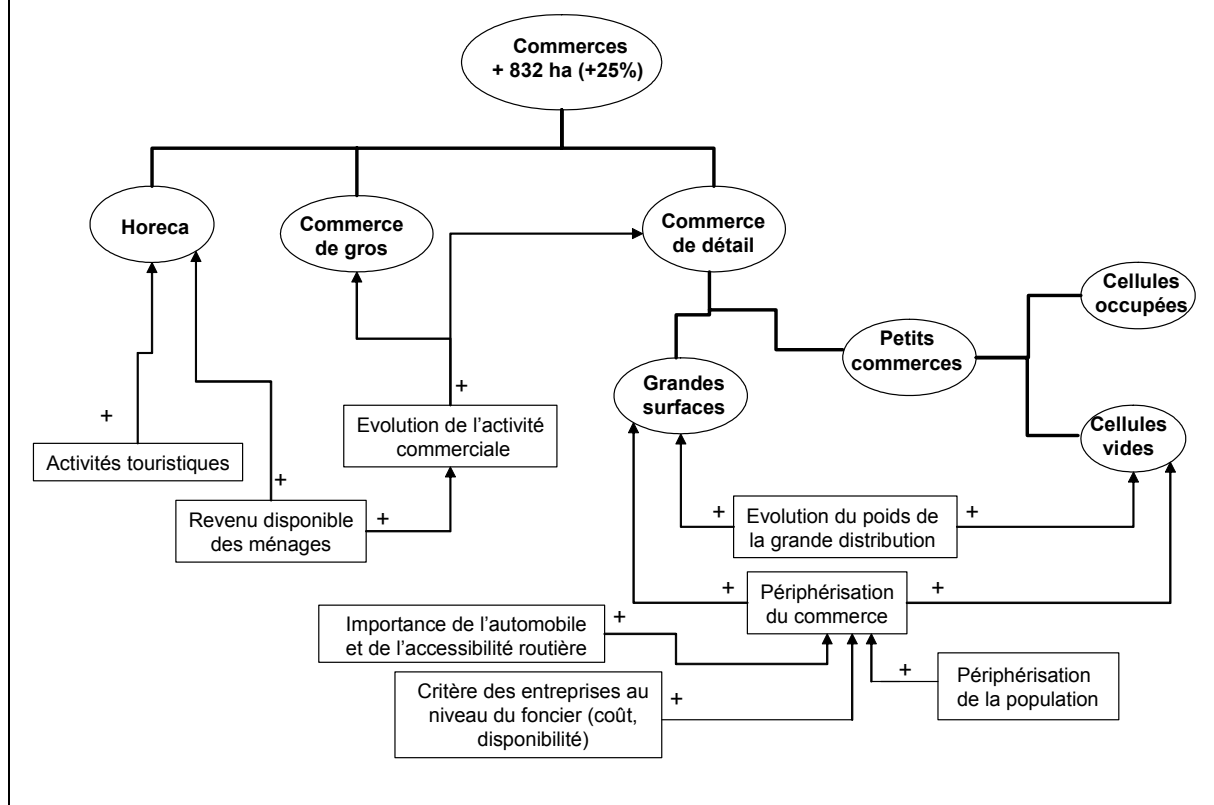 Commerces
+ 832 ha (+25%)
Horeca
Commerce
de gros
Commerce
de détail
Cellules
occupées
Petits
commerces
Grandes
surfaces
Cellules
vides
+
Evolution de l’activité
commerciale
+
Activités touristiques
+
Revenu disponible
des ménages
+
+
Evolution du poids de
la grande distribution
+
+
Périphérisation
du commerce
+
Importance de l’automobile
et de l’accessibilité routière
+
Critère des entreprises au
niveau du foncier (coût,
disponibilité)
+
+
Périphérisation
de la population